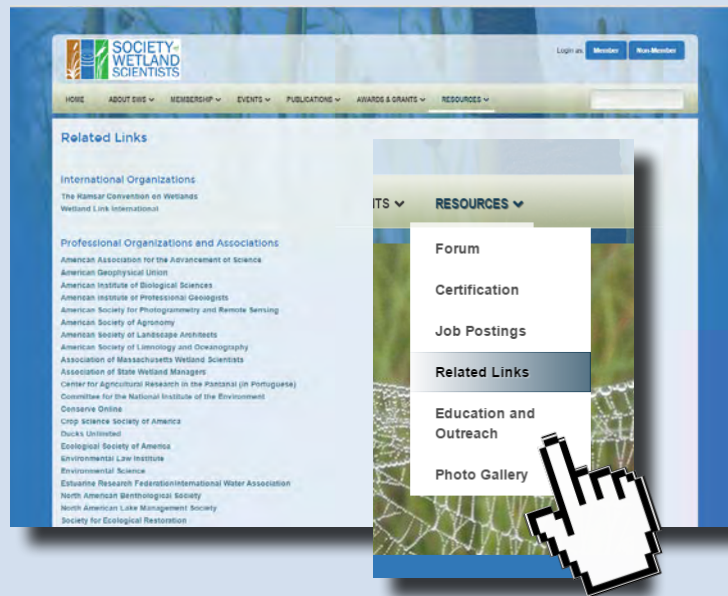 SOCIETY OF
WETLAND
SCIENTISTS
Login as: Member Non-Member
HOME ABOUT SWS MEMBERSHIP EVENTS PUBLICATIONS AWARDS & GRANTS RESOURCES
Related Links
International Organizations
The Ramsar Convention on Wetlands
Wetland Link International
Professional Organizations and Associations
American Association for the Advancement of Science
American Geophysical Union
American Institute of Biological Sciences
American Institute of Professional Geologists
American Society for Photogrammetry and Remote Sensing
American Society of Agronomy
American Society of Landscape Architects
American Society of Limnology and Oceanography
Association of Massachusetts Wetland Scientists
Association of State Wetland Managers
Center for Agricultural Research in the Pantanal (in Portuguese)
Committee for the National Institute of the Environment
Conserve Online
Crop Science Society of America
Ducks Unlimited
Ecological Society of America
Environmental Law Institute
Environmental Science
Estuarine Research FederationInternational Water Association
North American Benthological Society
North American Lake Management Society
Society for Ecological Restoration
NTS RESOURCES
Forum
Certification
Job Postings
Related Links
Education and
Outreach
Photo Gallery